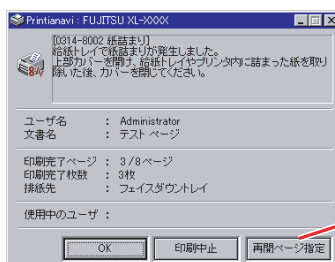 Printianavi : FUJITSU XL-XXXX
[0314-8002 紙詰まり]
給紙トレイで紙詰まりが発生しました。
上部カバーを開け、給紙トレイやプリンタ内に詰まった紙を取り
除いた後、カバーを閉じてください。
ユーザ名 : Administrator
文書名 : テスト ページ
印刷完了ページ : 3/8ページ
印刷完了枚数 : 3枚
排紙先 : フェイスダウントレイ
使用中のユーザ :
OK 印刷中止 再開ページ指定